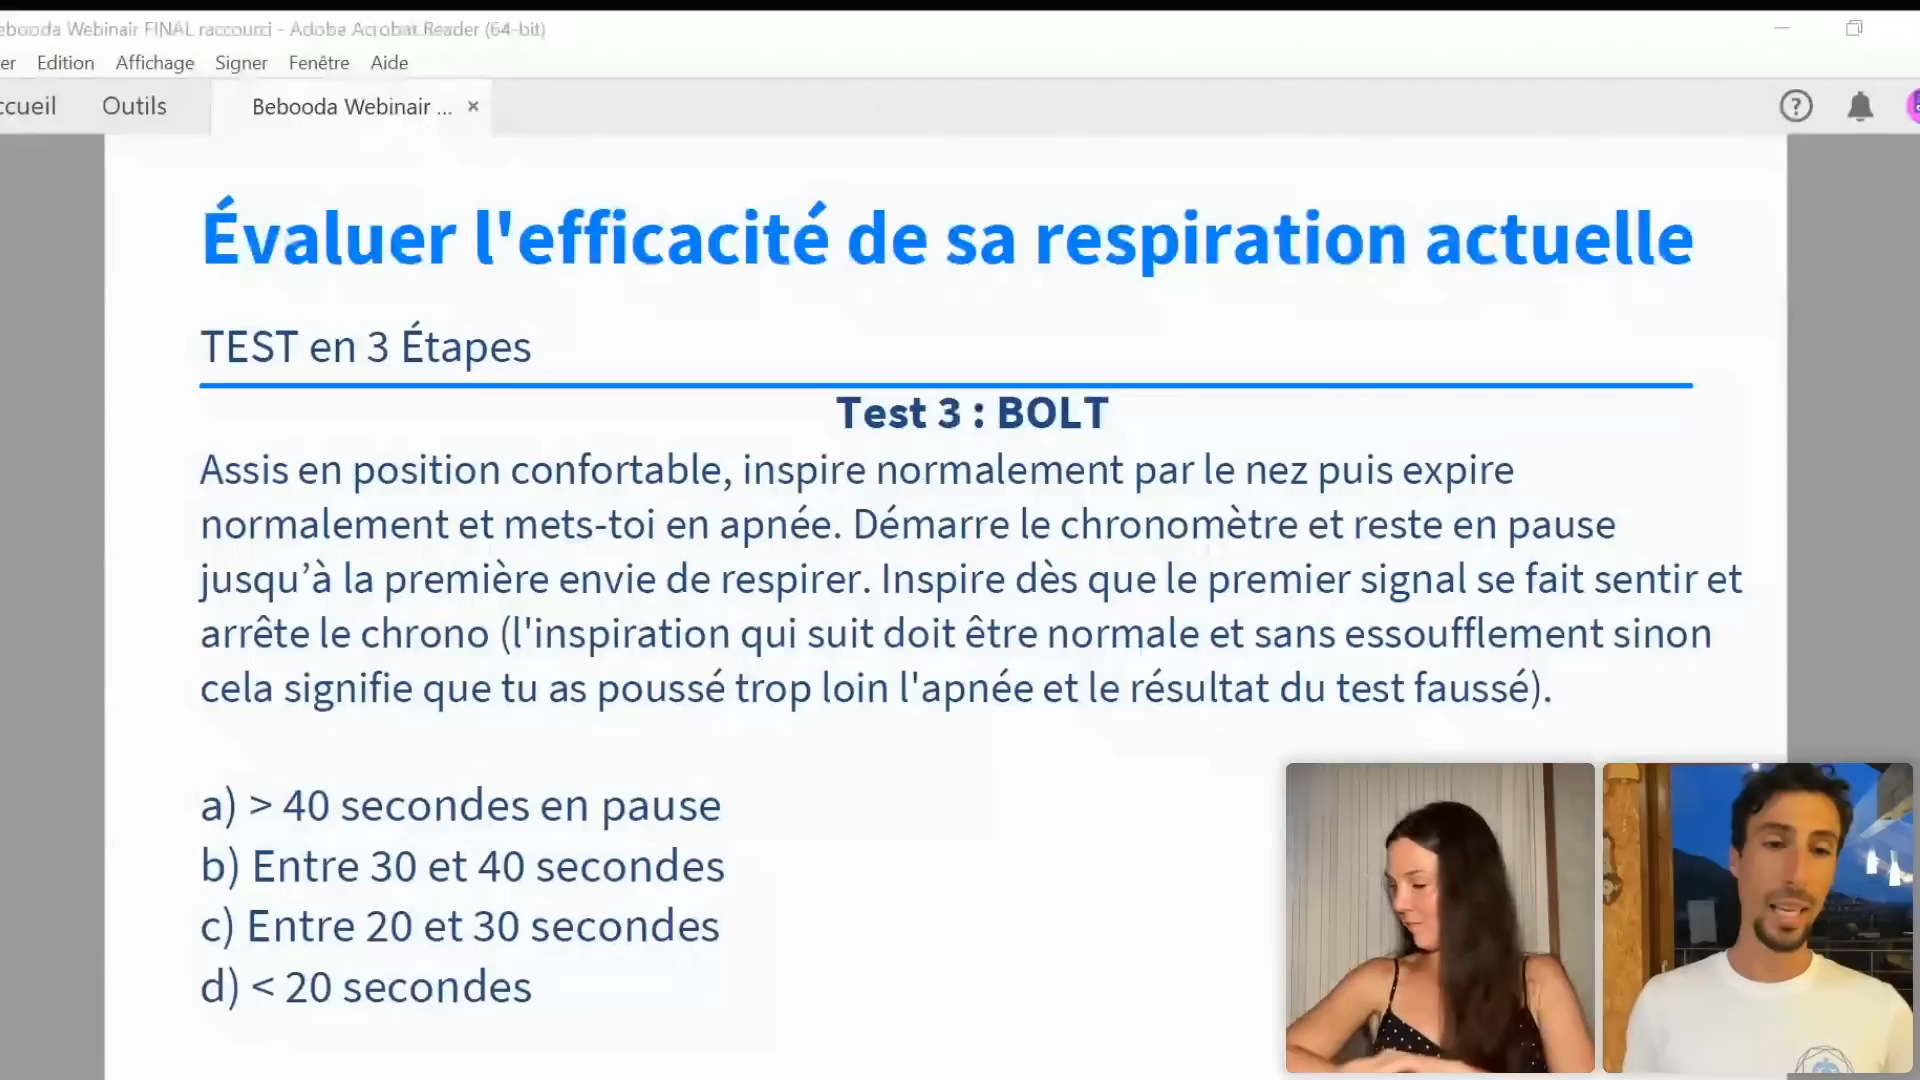 ebooda Webinair FINAL raccourci - Adobe Acrobat Reader (64-bit)
er Edition Affichage Signer Fenêtre Aide
ccueil Outils Bebooda Webinair ... ×
Évaluer l'efficacité de sa respiration actuelle
TEST en 3 Étapes
Test 3 : BOLT
Assis en position confortable, inspire normalement par le nez puis expire
normalement et mets-toi en apnée. Démarre le chronomètre et reste en pause
jusqu’à la première envie de respirer. Inspire dès que le premier signal se fait sentir et
arrête le chrono (l'inspiration qui suit doit être normale et sans essoufflement sinon
cela signifie que tu as poussé trop loin l'apnée et le résultat du test faussé).
a) > 40 secondes en pause
b) Entre 30 et 40 secondes
c) Entre 20 et 30 secondes
d) < 20 secondes